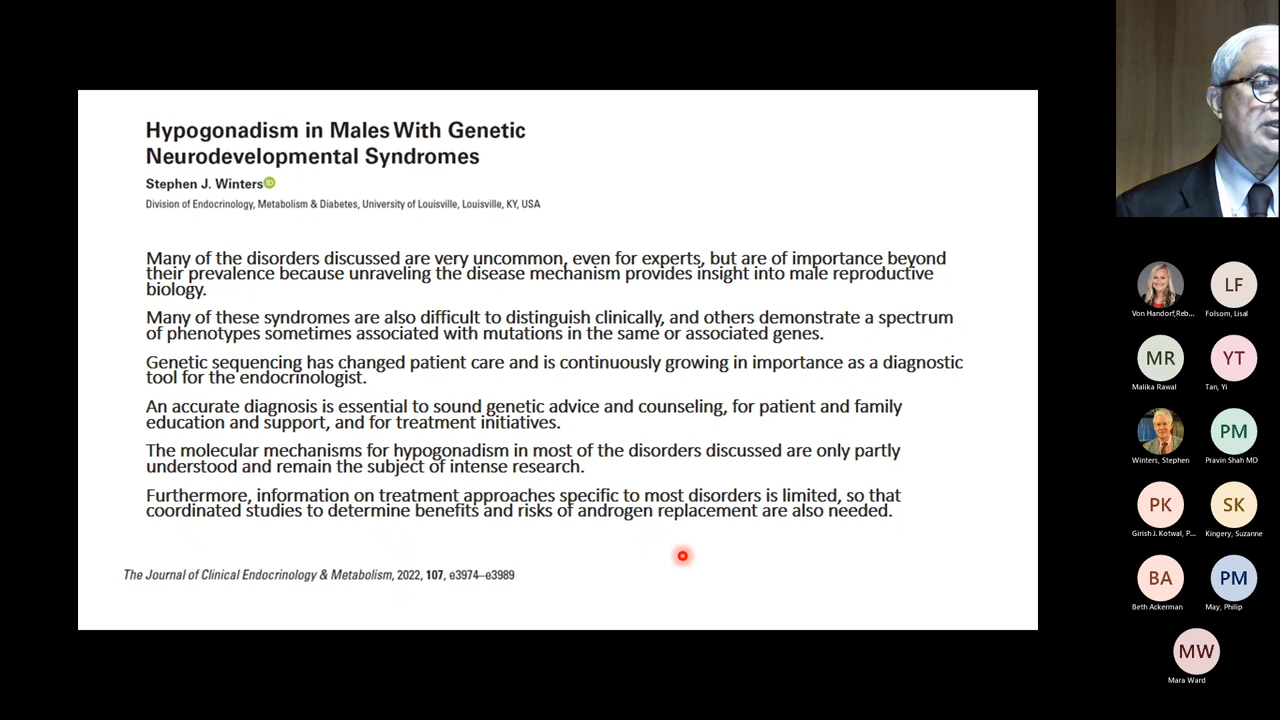 Hypogonadism in Males With Genetic
Neurodevelopmental Syndromes
Stephen J. Winters
Division of Endocrinology, Metabolism & Diabetes, University of Louisville, Louisville, KY, USA
Many of the disorders discussed are very uncommon, even for experts, but are of importance beyond
their prevalence because unraveling the disease mechanism provides insight into male reproductive
biology.
Many of these syndromes are also difficult to distinguish clinically, and others demonstrate a spectrum
of phenotypes sometimes associated with mutations in the same or associated genes.
Genetic sequencing has changed patient care and is continuously growing in importance as a diagnostic
tool for the endocrinologist.
An accurate diagnosis is essential to sound genetic advice and counseling, for patient and family
education and support, and for treatment initiatives.
The molecular mechanisms for hypogonadism in most of the disorders discussed are only partly
understood and remain the subject of intense research.
Furthermore, information on treatment approaches specific to most disorders is limited, so that
coordinated studies to determine benefits and risks of androgen replacement are also needed.
The Journal of Clinical Endocrinology & Metabolism, 2022, 107, e3974–e3989
Von Handorf,Reb...
LF
Folsom, Lisal
MR
Malika Rawal
YT
Tan, Yi
Winters, Stephen
PM
Pravin Shah MD
PK
Girish J. Kotwal, P...
SK
Kingery, Suzanne
BA
Beth Ackerman
PM
May, Philip
MW
Mara Ward